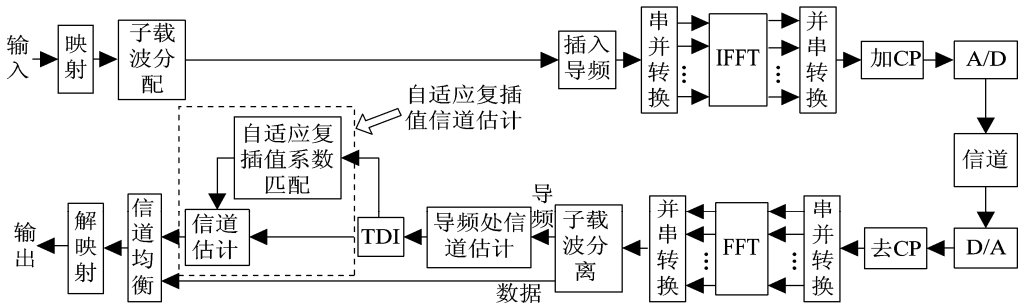 输入
映射
子载波分配
插入导频
串并转换
IFFT
并串转换
加CP
A/D
信道
D/A
去CP
串并转换
FFT
并串转换
子载波分离
导频
数据
导频处信道估计
TDI
自适应复插值信道估计
自适应复插值系数匹配
信道估计
信道均衡
解映射
输出